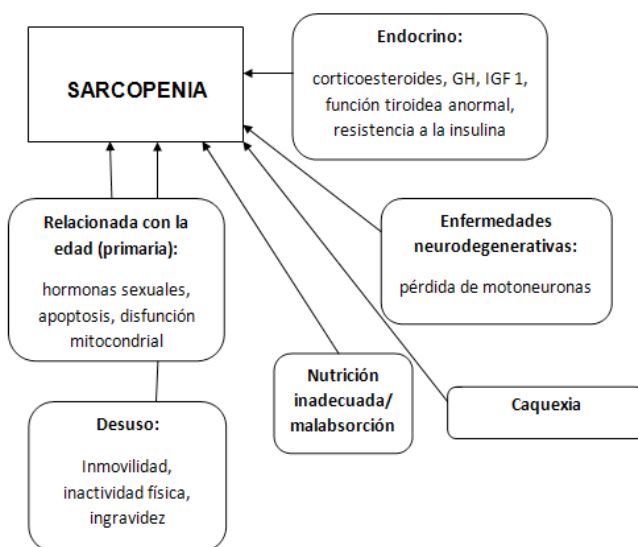 SARCOPENIA
Endocrino:
corticoesteroides, GH, IGF 1,
función tiroidea anormal,
resistencia a la insulina
Relacionada con la
edad (primaria):
hormonas sexuales,
apoptosis, disfunción
mitocondrial
Enfermedades
neurodegenerativas:
pérdida de motoneuronas
Nutrición
inadecuada/
malabsorción
Caquexia
Desuso:
Inmovilidad,
inactividad física,
ingravidez